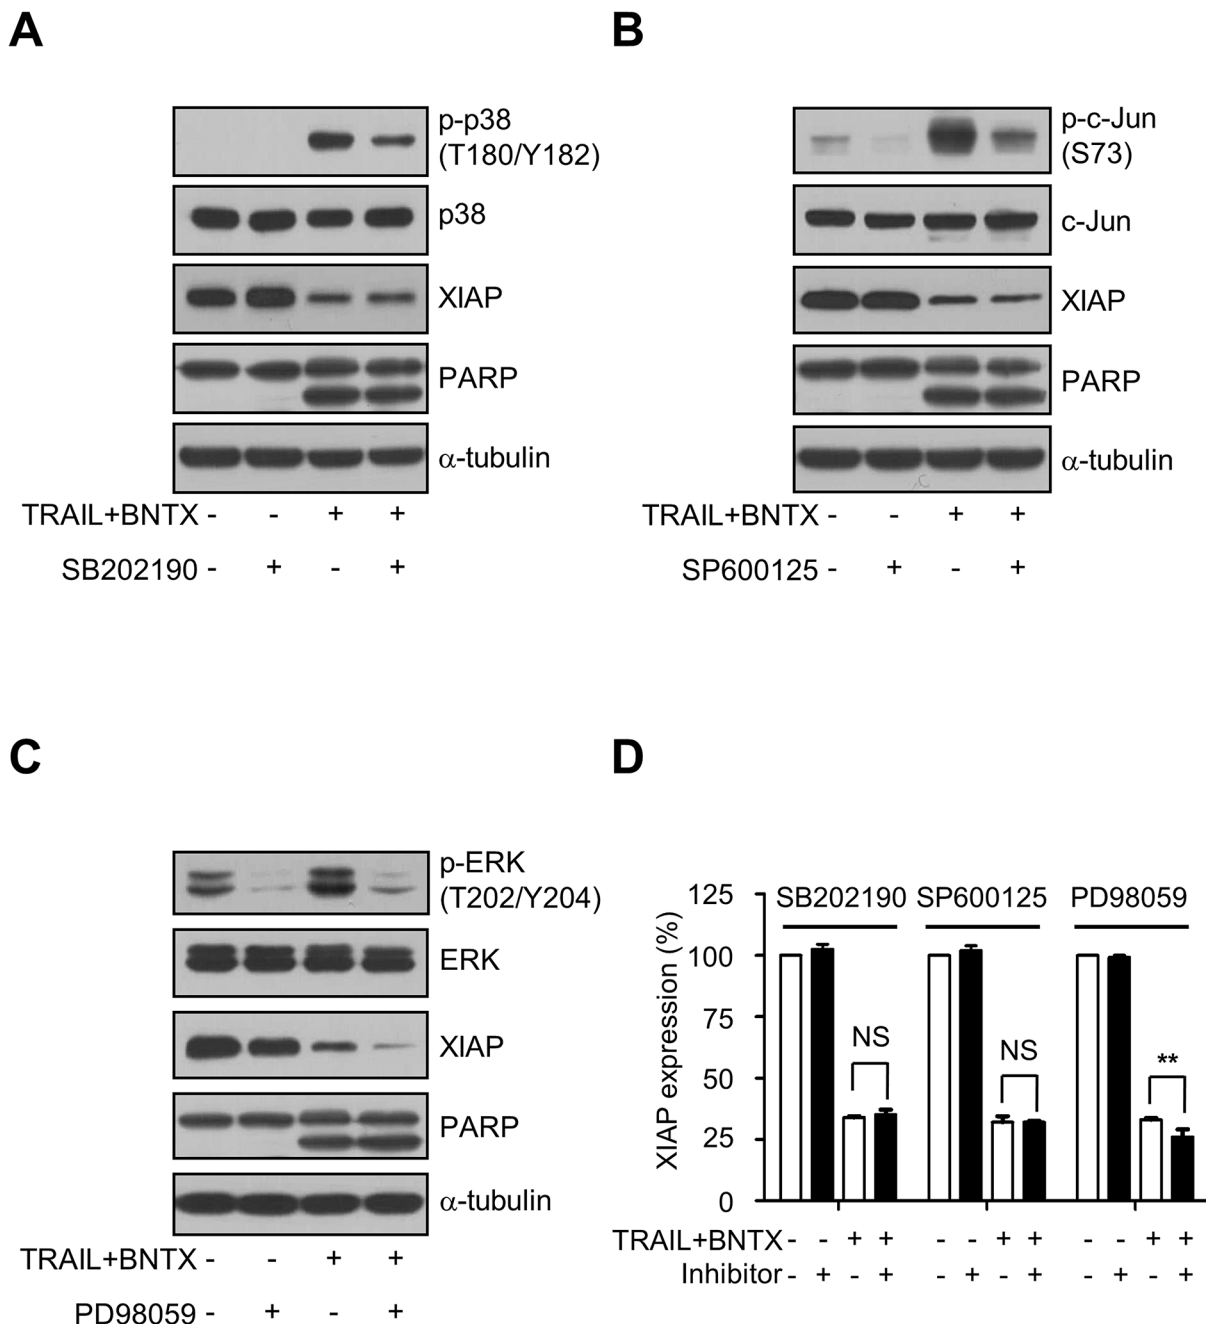 A
p-p38
(T180/Y182)
p38
XIAP
PARP
α-tubulin
TRAIL+BNTX - - + +
SB202190 - + - +
B
p-c-Jun
(S73)
c-Jun
XIAP
PARP
α-tubulin
TRAIL+BNTX - - + +
SP600125 - + - +
C
p-ERK
(T202/Y204)
ERK
XIAP
PARP
α-tubulin
TRAIL+BNTX - - + +
PD98059 - + - +
D
SB202190 SP600125 PD98059
XIAP expression (%)
125
100
75
50
25
0
NS
NS
**
TRAIL+BNTX - - + + - - + + - - + +
Inhibitor - + - + - + - + - + - +